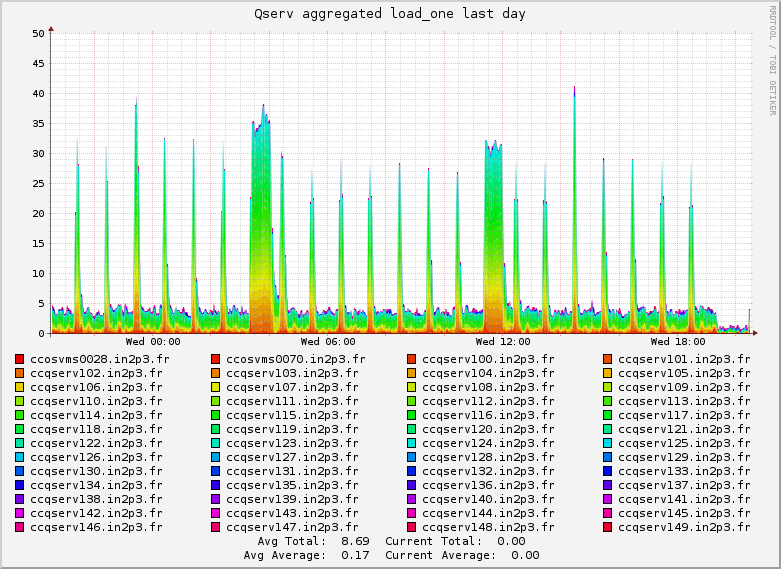 Qserv aggregated load_one last day
RRDTOOL / TOBI OETIKER
50
45
40
35
30
25
20
15
10
5
0
Wed 00:00 Wed 06:00 Wed 12:00 Wed 18:00
ccosvms0028.in2p3.fr ccosvms0070.in2p3.fr ccqserv100.in2p3.fr ccqserv101.in2p3.fr
ccqserv102.in2p3.fr ccqserv103.in2p3.fr ccqserv104.in2p3.fr ccqserv105.in2p3.fr
ccqserv106.in2p3.fr ccqserv107.in2p3.fr ccqserv108.in2p3.fr ccqserv109.in2p3.fr
ccqserv110.in2p3.fr ccqserv111.in2p3.fr ccqserv112.in2p3.fr ccqserv113.in2p3.fr
ccqserv114.in2p3.fr ccqserv115.in2p3.fr ccqserv116.in2p3.fr ccqserv117.in2p3.fr
ccqserv118.in2p3.fr ccqserv119.in2p3.fr ccqserv120.in2p3.fr ccqserv121.in2p3.fr
ccqserv122.in2p3.fr ccqserv123.in2p3.fr ccqserv124.in2p3.fr ccqserv125.in2p3.fr
ccqserv126.in2p3.fr ccqserv127.in2p3.fr ccqserv128.in2p3.fr ccqserv129.in2p3.fr
ccqserv130.in2p3.fr ccqserv131.in2p3.fr ccqserv132.in2p3.fr ccqserv133.in2p3.fr
ccqserv134.in2p3.fr ccqserv135.in2p3.fr ccqserv136.in2p3.fr ccqserv137.in2p3.fr
ccqserv138.in2p3.fr ccqserv139.in2p3.fr ccqserv140.in2p3.fr ccqserv141.in2p3.fr
ccqserv142.in2p3.fr ccqserv143.in2p3.fr ccqserv144.in2p3.fr ccqserv145.in2p3.fr
ccqserv146.in2p3.fr ccqserv147.in2p3.fr ccqserv148.in2p3.fr ccqserv149.in2p3.fr
Avg Total: 8.69 Current Total: 0.00
Avg Average: 0.17 Current Average: 0.00